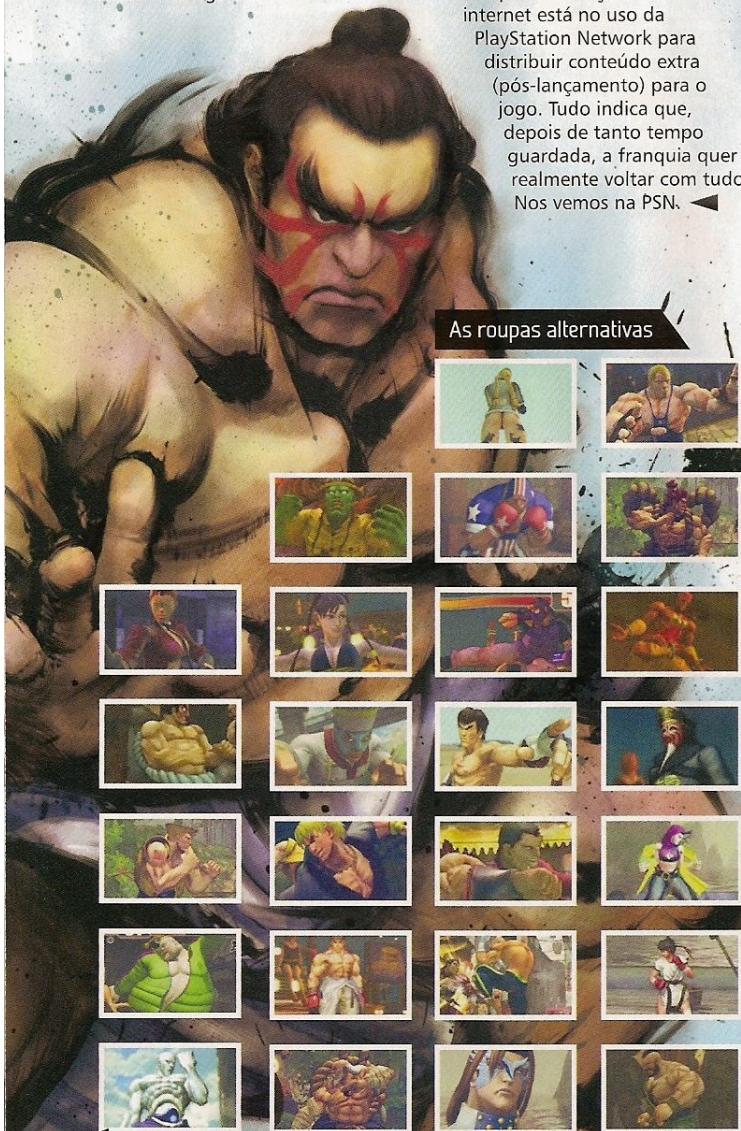 internet está no uso da
PlayStation Network para
distribuir conteúdo extra
(pós-lançamento) para o
jogo. Tudo indica que,
depois de tanto tempo
guardada, a franquia quer
realmente voltar com tudo
Nos vemos na PSN.
As roupas alternativas